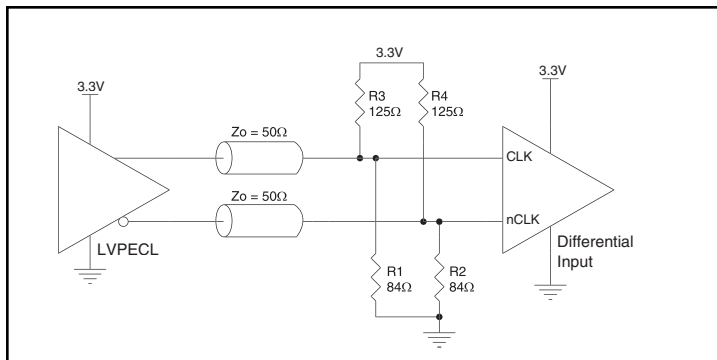 3.3V
3.3V
3.3V
R3
125Ω
R4
125Ω
Zo = 50Ω
CLK
Zo = 50Ω
nCLK
LVPECL
Differential
Input
R1
84Ω
R2
84Ω